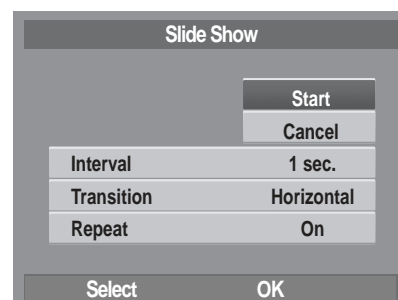 Slide Show
Start
Cancel
Interval 1 sec.
Transition Horizontal
Repeat On
Select OK